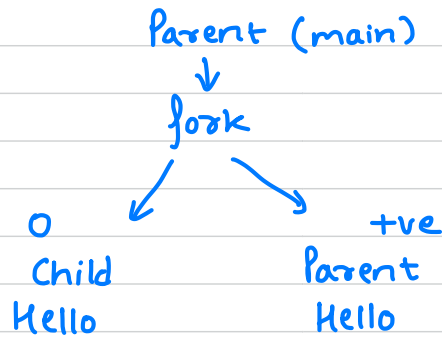 Parent (main)
fork
0 +ve
Child Parent
Hello Hello